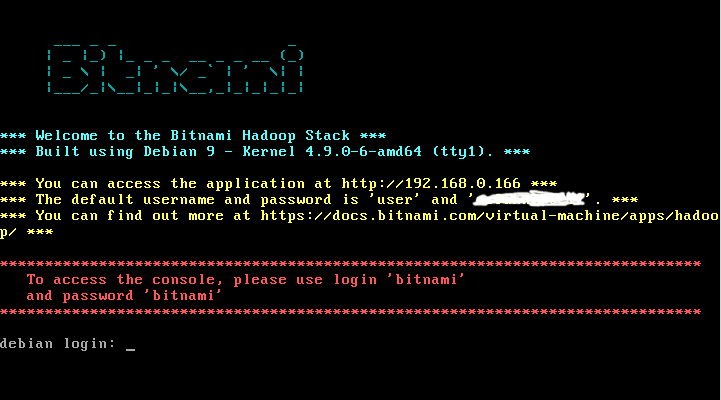 Bitnami
*** Welcome to the Bitnami Hadoop Stack ***
*** Built using Debian 9 - Kernel 4.9.0-6-amd64 (tty1). ***
*** You can access the application at http://192.168.0.166 ***
*** The default username and password is 'user' and ''. ***
*** You can find out more at https://docs.bitnami.com/virtual-machine/apps/hadoo
p/ ***
******************************************************************************
To access the console, please use login 'bitnami'
and password 'bitnami'
******************************************************************************
debian login: _